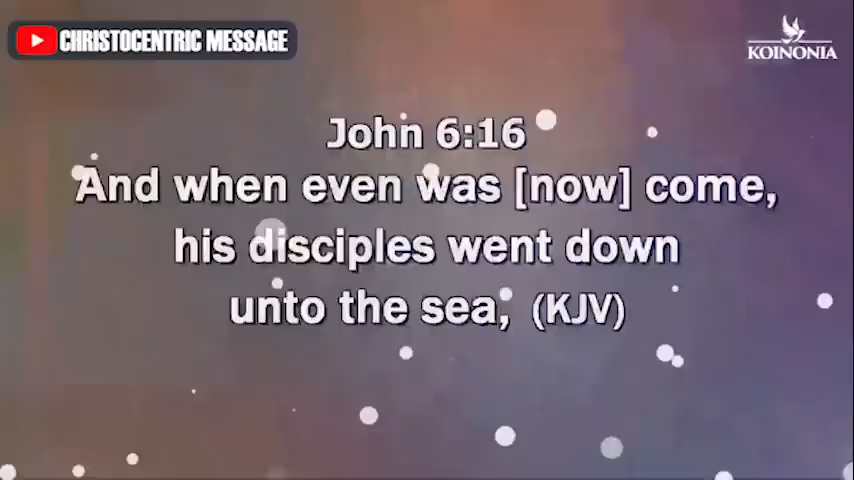 CHRISTOCENTRIC MESSAGE
KOINONIA
John 6:16
And when even was [now] come,
his disciples went down
unto the sea, (KJV)